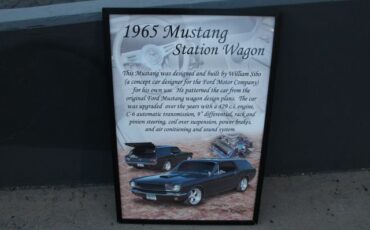 1965 Mustang
Station Wagon
This Mustang was designed and built by William Sibo
(a concept car designer for the Ford Motor Company)
for his own use. He patterned the car from the
original Ford Mustang wagon design plans. The car
was upgraded over the years with a 429 c.i. engine,
C-6 automatic transmission, 9" differential, rack and
pinion steering, coil over suspension, power brakes,
and air conitioning and sound system.